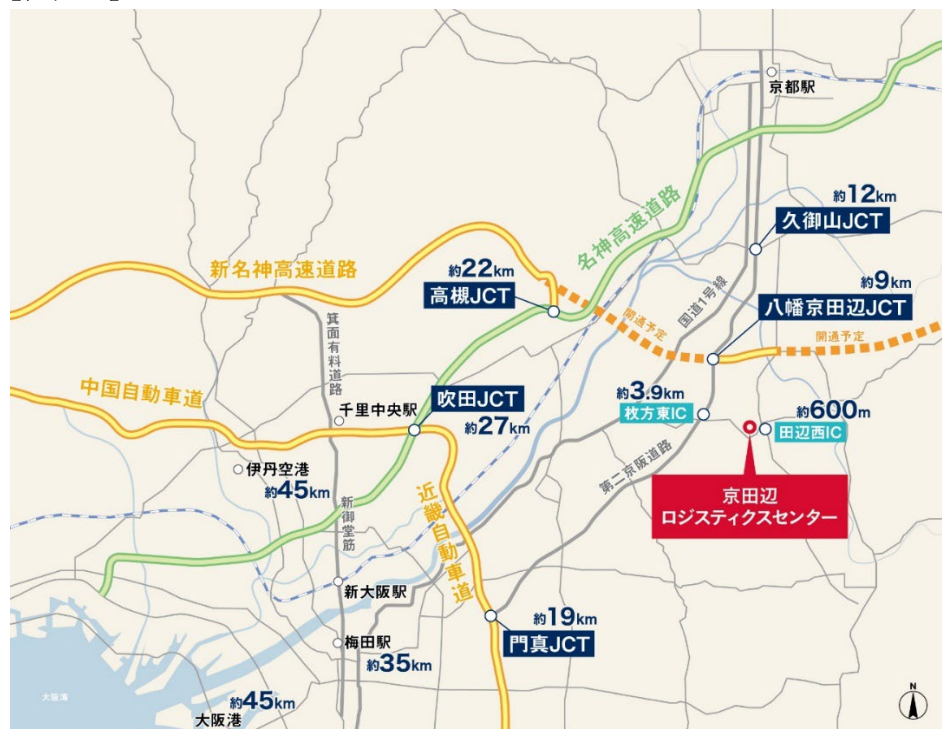 京都駅
約12km
久御山JCT
名神高速道路
新名神高速道路
約22km
高槻JCT
国道1号線
約9km
八幡京田辺JCT
開通予定
開通予定
箕面有料道路
中国自動車道
吹田JCT
約27km
千里中央駅
約3.9km
枚方東IC
約600m
田辺西IC
伊丹空港
約45km
第二京阪道路
京田辺
ロジスティクスセンター
近畿自動車道
新御堂筋
新大阪駅
約19km
門真JCT
梅田駅
約35km
大阪湾
約45km
大阪港
N